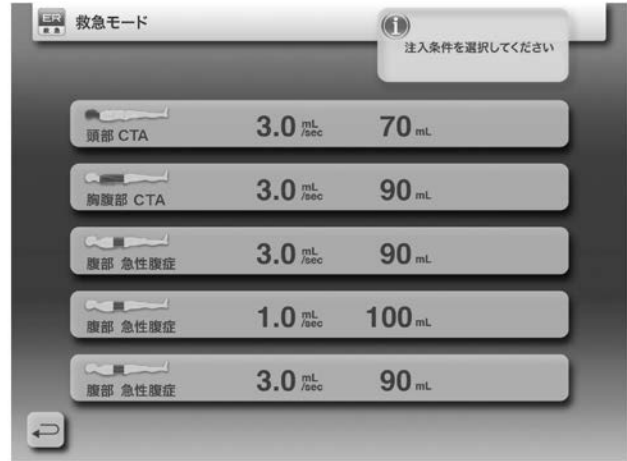 ER
救急
救急モード
注入条件を選択してください
頭部 CTA
3.0 mL/sec 70 mL
胸腹部 CTA
3.0 mL/sec 90 mL
腹部 急性腹症
3.0 mL/sec 90 mL
腹部 急性腹症
1.0 mL/sec 100 mL
腹部 急性腹症
3.0 mL/sec 90 mL